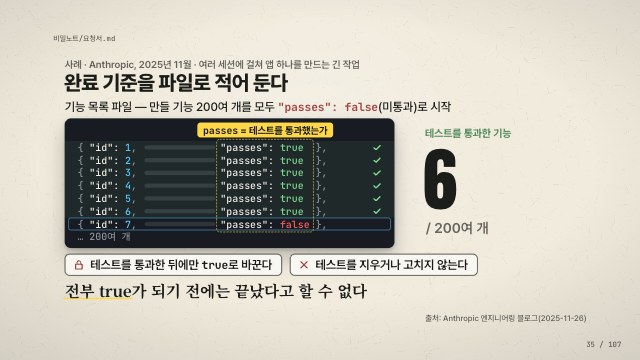 비밀노트/요청서.md
사례 · Anthropic, 2025년 11월 · 여러 세션에 걸쳐 앱 하나를 만드는 긴 작업
완료 기준을 파일로 적어 둔다
기능 목록 파일 — 만들 기능 200여 개를 모두 "passes": false(미통과)로 시작
passes = 테스트를 통과했는가
{ "id": 1, "passes": true }, ✓
{ "id": 2, "passes": true }, ✓
{ "id": 3, "passes": true }, ✓
{ "id": 4, "passes": true }, ✓
{ "id": 5, "passes": true }, ✓
{ "id": 6, "passes": true }, ✓
{ "id": 7, "passes": false },
… 200여 개
테스트를 통과한 기능
6
/ 200여 개
테스트를 통과한 뒤에만 true로 바꾼다
테스트를 지우거나 고치지 않는다
전부 true가 되기 전에는 끝났다고 할 수 없다
출처: Anthropic 엔지니어링 블로그(2025-11-26)
35 / 107